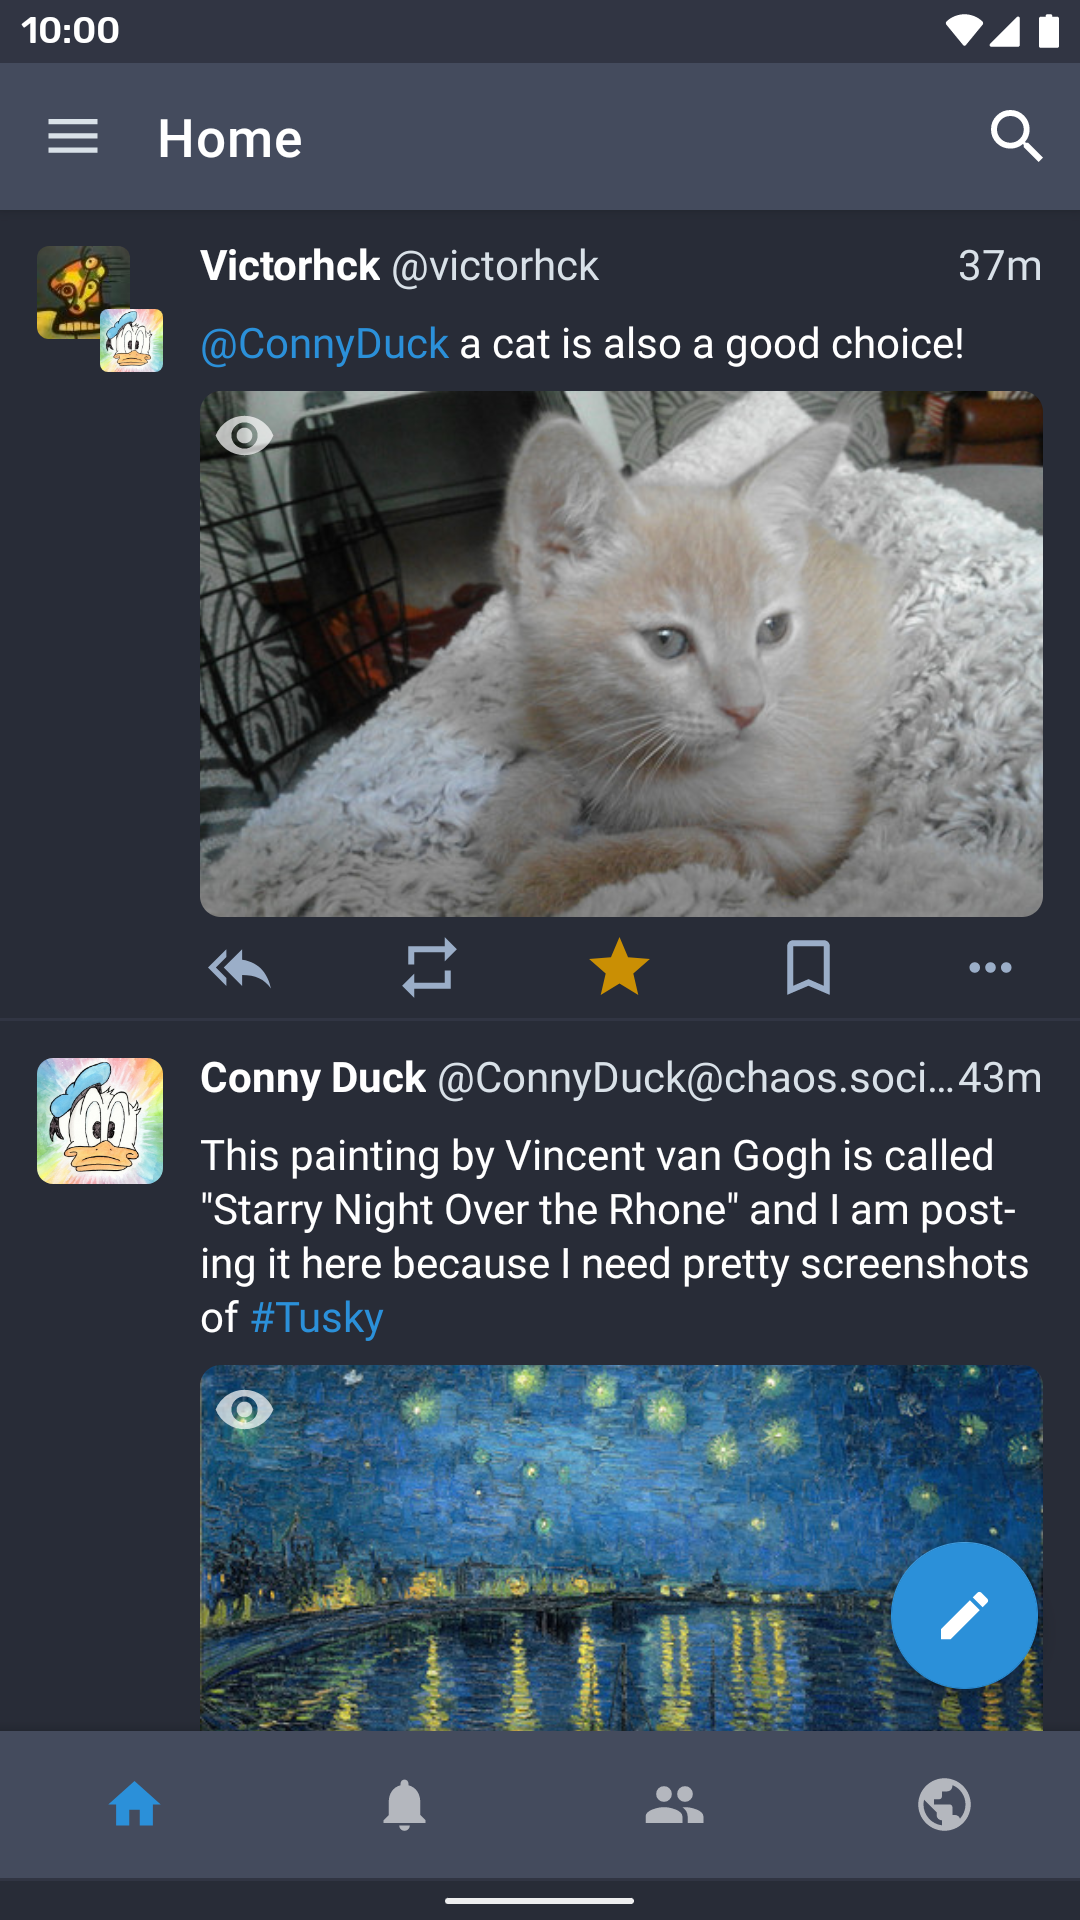 10:00
Home
Victorhck @victorhck 37m
@ConnyDuck a cat is also a good choice!
Conny Duck @ConnyDuck@chaos.soci… 43m
This painting by Vincent van Gogh is called
"Starry Night Over the Rhone" and I am post-
ing it here because I need pretty screenshots
of #Tusky